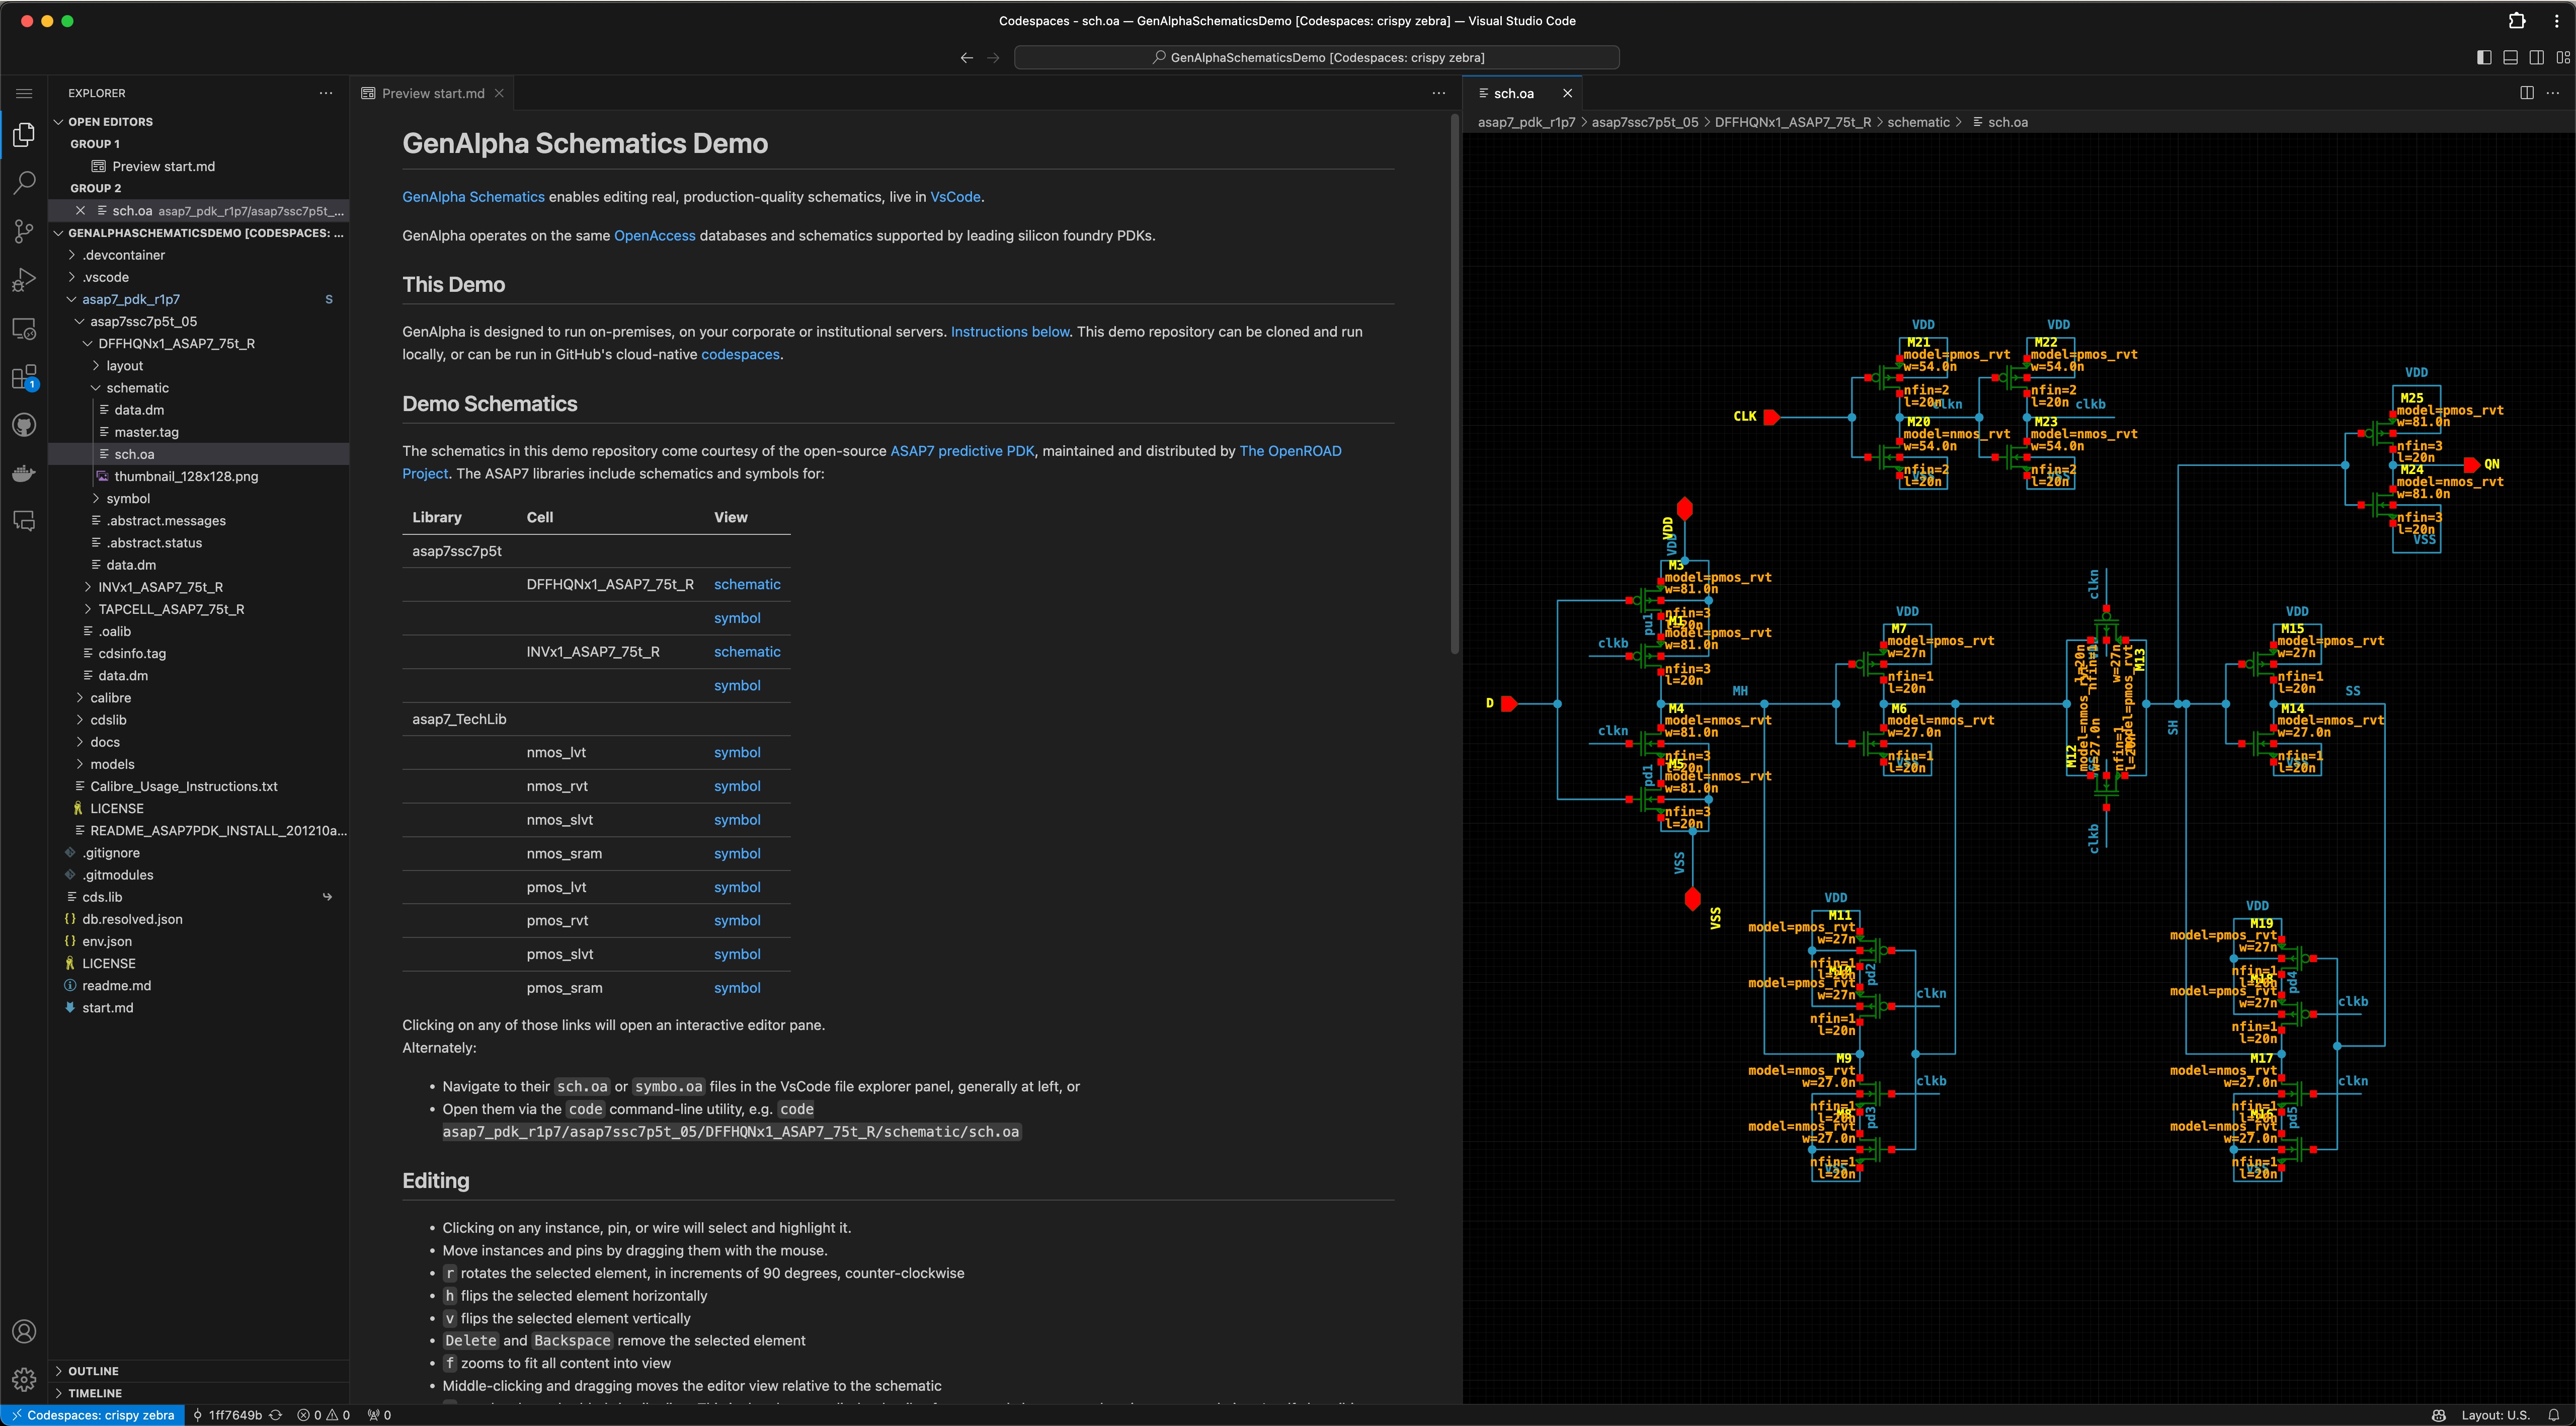 Codespaces - sch.oa — GenAlphaSchematicsDemo [Codespaces: crispy zebra] — Visual Studio Code
GenAlphaSchematicsDemo [Codespaces: crispy zebra]
EXPLORER
OPEN EDITORS
GROUP 1
Preview start.md
GROUP 2
sch.oa asap7_pdk_r1p7/asap7ssc7p5t_...
GENALPHASCHEMATICSDEMO [CODESPACES: ...
.devcontainer
.vscode
asap7_pdk_r1p7 S
asap7ssc7p5t_05
DFFHQNx1_ASAP7_75t_R
layout
schematic
data.dm
master.tag
sch.oa
thumbnail_128x128.png
symbol
.abstract.messages
.abstract.status
data.dm
INVx1_ASAP7_75t_R
TAPCELL_ASAP7_75t_R
.oalib
cdsinfo.tag
data.dm
calibre
cdslib
docs
models
Calibre_Usage_Instructions.txt
LICENSE
README_ASAP7PDK_INSTALL_201210a...
.gitignore
.gitmodules
cds.lib
db.resolved.json
env.json
LICENSE
readme.md
start.md
OUTLINE
TIMELINE
1
Preview start.md
GenAlpha Schematics Demo
GenAlpha Schematics enables editing real, production-quality schematics, live in VsCode.
GenAlpha operates on the same OpenAccess databases and schematics supported by leading silicon foundry PDKs.
This Demo
GenAlpha is designed to run on-premises, on your corporate or institutional servers. Instructions below. This demo repository can be cloned and run
locally, or can be run in GitHub's cloud-native codespaces.
Demo Schematics
The schematics in this demo repository come courtesy of the open-source ASAP7 predictive PDK, maintained and distributed by The OpenROAD
Project. The ASAP7 libraries include schematics and symbols for:
Library Cell View
asap7ssc7p5t
DFFHQNx1_ASAP7_75t_R schematic
symbol
INVx1_ASAP7_75t_R schematic
symbol
asap7_TechLib
nmos_lvt symbol
nmos_rvt symbol
nmos_slvt symbol
nmos_sram symbol
pmos_lvt symbol
pmos_rvt symbol
pmos_slvt symbol
pmos_sram symbol
Clicking on any of those links will open an interactive editor pane.
Alternately:
• Navigate to their sch.oa or symbo.oa files in the VsCode file explorer panel, generally at left, or
• Open them via the code command-line utility, e.g. code
asap7_pdk_r1p7/asap7ssc7p5t_05/DFFHQNx1_ASAP7_75t_R/schematic/sch.oa
Editing
• Clicking on any instance, pin, or wire will select and highlight it.
• Move instances and pins by dragging them with the mouse.
• r rotates the selected element, in increments of 90 degrees, counter-clockwise
• h flips the selected element horizontally
• v flips the selected element vertically
• Delete and Backspace remove the selected element
• f zooms to fit all content into view
• Middle-clicking and dragging moves the editor view relative to the schematic
sch.oa
asap7_pdk_r1p7 > asap7ssc7p5t_05 > DFFHQNx1_ASAP7_75t_R > schematic > sch.oa
VDD
M21
model=pmos_rvt
w=54.0n
nfin=2
l=20n
clkn
M20
model=nmos_rvt
w=54.0n
nfin=2
l=20n
VDD
M22
model=pmos_rvt
w=54.0n
nfin=2
l=20n
clkb
M23
model=nmos_rvt
w=54.0n
nfin=2
l=20n
CLK
VDD
M25
model=pmos_rvt
w=81.0n
nfin=3
l=20n
QN
M24
model=nmos_rvt
w=81.0n
nfin=3
l=20n
VSS
VDD
VDD
M3
model=pmos_rvt
w=81.0n
nfin=3
l=20n
pu1
M1
model=pmos_rvt
w=81.0n
nfin=3
l=20n
clkb
D
MH
M4
model=nmos_rvt
w=81.0n
nfin=3
l=20n
clkn
pd1
M5
model=nmos_rvt
w=81.0n
nfin=3
l=20n
VSS
VSS
VDD
M7
model=pmos_rvt
w=27n
nfin=1
l=20n
M6
model=nmos_rvt
w=27.0n
nfin=1
l=20n
clkn
M13
model=pmos_rvt
w=27n
nfin=1
l=20n
M12
model=nmos_rvt
w=27.0n
nfin=1
l=20n
clkb
SH
VDD
M15
model=pmos_rvt
w=27n
nfin=1
l=20n
SS
M14
model=nmos_rvt
w=27.0n
nfin=1
l=20n
VDD
M11
model=pmos_rvt
w=27n
nfin=1
l=20n
pd2
M10
model=pmos_rvt
w=27n
nfin=1
l=20n
clkn
M9
model=nmos_rvt
w=27.0n
nfin=1
l=20n
clkb
pd3
M8
model=nmos_rvt
w=27.0n
nfin=1
l=20n
VDD
M19
model=pmos_rvt
w=27n
nfin=1
l=20n
pd4
M18
model=pmos_rvt
w=27n
nfin=1
l=20n
clkb
M17
model=nmos_rvt
w=27.0n
nfin=1
l=20n
clkn
pd5
M16
model=nmos_rvt
w=27.0n
nfin=1
l=20n
Codespaces: crispy zebra 1ff7649b 0 0 0 Layout: U.S.